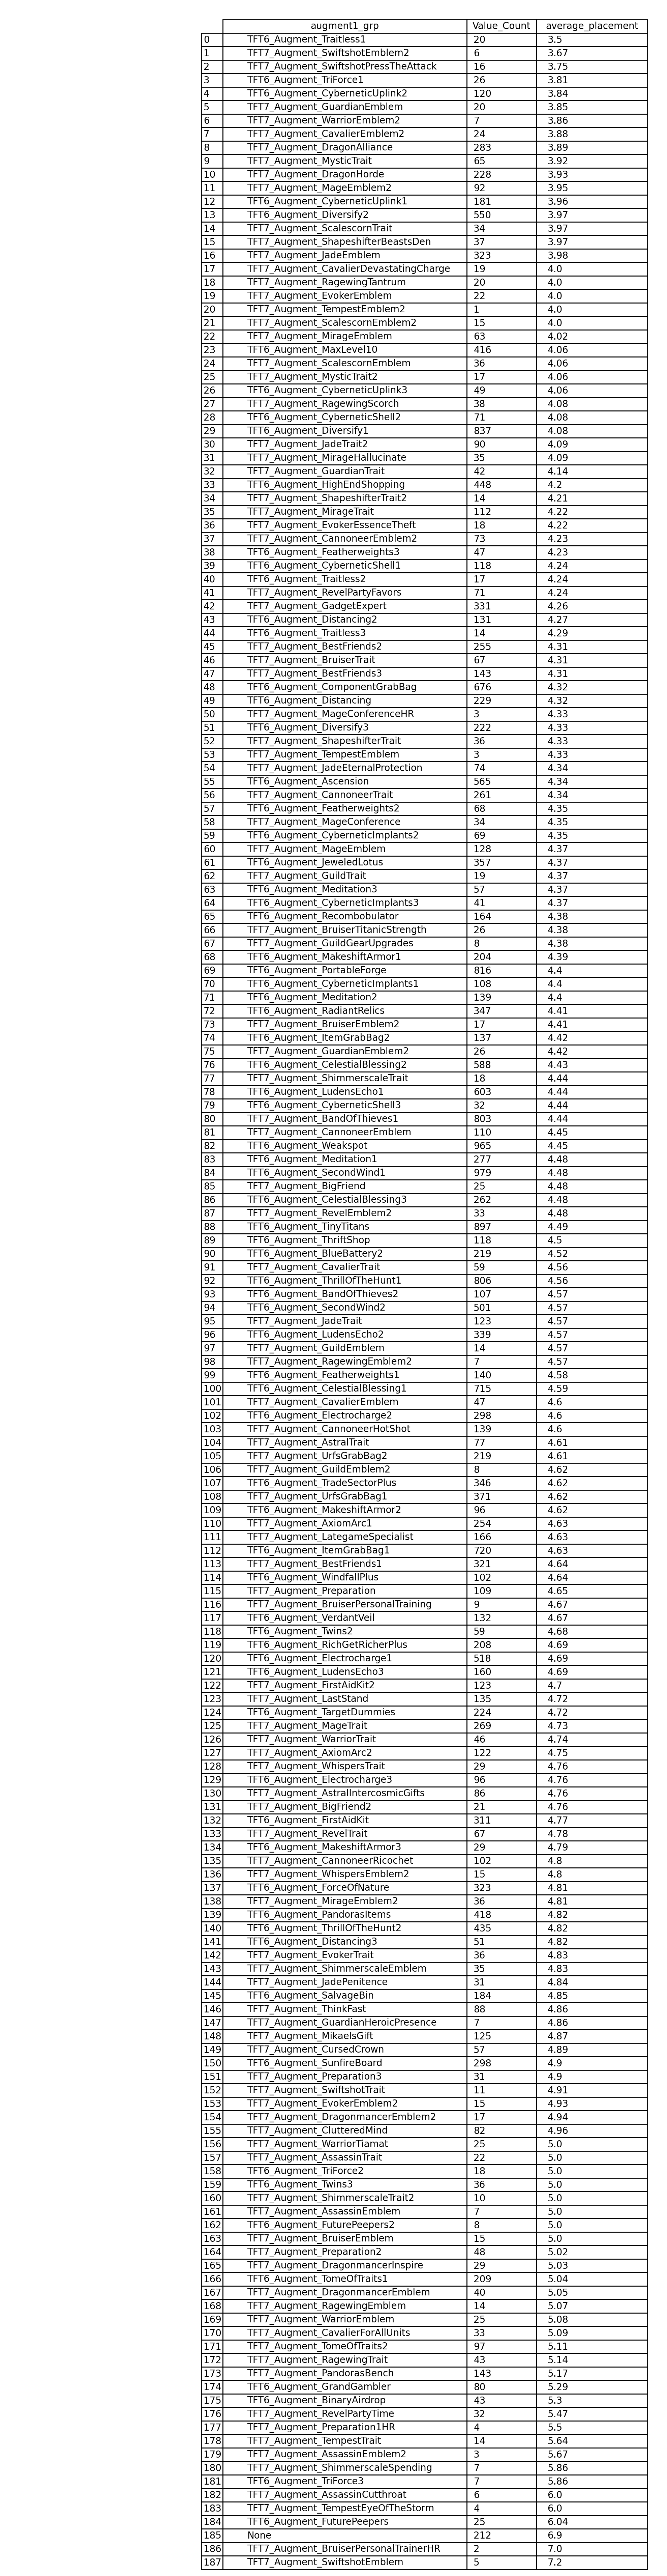 augment1_grp Value_Count average_placement
0 TFT6_Augment_Traitless1 20 3.5
1 TFT7_Augment_SwiftshotEmblem2 6 3.67
2 TFT7_Augment_SwiftshotPressTheAttack 16 3.75
3 TFT6_Augment_TriForce1 26 3.81
4 TFT6_Augment_CyberneticUplink2 120 3.84
5 TFT7_Augment_GuardianEmblem 20 3.85
6 TFT7_Augment_WarriorEmblem2 7 3.86
7 TFT7_Augment_CavalierEmblem2 24 3.88
8 TFT7_Augment_DragonAlliance 283 3.89
9 TFT7_Augment_MysticTrait 65 3.92
10 TFT7_Augment_DragonHorde 228 3.93
11 TFT7_Augment_MageEmblem2 92 3.95
12 TFT6_Augment_CyberneticUplink1 181 3.96
13 TFT6_Augment_Diversify2 550 3.97
14 TFT7_Augment_ScalescornTrait 34 3.97
15 TFT7_Augment_ShapeshifterBeastsDen 37 3.97
16 TFT7_Augment_JadeEmblem 323 3.98
17 TFT7_Augment_CavalierDevastatingCharge 19 4.0
18 TFT7_Augment_RagewingTantrum 20 4.0
19 TFT7_Augment_EvokerEmblem 22 4.0
20 TFT7_Augment_TempestEmblem2 1 4.0
21 TFT7_Augment_ScalescornEmblem2 15 4.0
22 TFT7_Augment_MirageEmblem 63 4.02
23 TFT6_Augment_MaxLevel10 416 4.06
24 TFT7_Augment_ScalescornEmblem 36 4.06
25 TFT7_Augment_MysticTrait2 17 4.06
26 TFT6_Augment_CyberneticUplink3 49 4.06
27 TFT7_Augment_RagewingScorch 38 4.08
28 TFT6_Augment_CyberneticShell2 71 4.08
29 TFT6_Augment_Diversify1 837 4.08
30 TFT7_Augment_JadeTrait2 90 4.09
31 TFT7_Augment_MirageHallucinate 35 4.09
32 TFT7_Augment_GuardianTrait 42 4.14
33 TFT6_Augment_HighEndShopping 448 4.2
34 TFT7_Augment_ShapeshifterTrait2 14 4.21
35 TFT7_Augment_MirageTrait 112 4.22
36 TFT7_Augment_EvokerEssenceTheft 18 4.22
37 TFT7_Augment_CannoneerEmblem2 73 4.23
38 TFT6_Augment_Featherweights3 47 4.23
39 TFT6_Augment_CyberneticShell1 118 4.24
40 TFT6_Augment_Traitless2 17 4.24
41 TFT7_Augment_RevelPartyFavors 71 4.24
42 TFT7_Augment_GadgetExpert 331 4.26
43 TFT6_Augment_Distancing2 131 4.27
44 TFT6_Augment_Traitless3 14 4.29
45 TFT7_Augment_BestFriends2 255 4.31
46 TFT7_Augment_BruiserTrait 67 4.31
47 TFT7_Augment_BestFriends3 143 4.31
48 TFT6_Augment_ComponentGrabBag 676 4.32
49 TFT6_Augment_Distancing 229 4.32
50 TFT7_Augment_MageConferenceHR 3 4.33
51 TFT6_Augment_Diversify3 222 4.33
52 TFT7_Augment_ShapeshifterTrait 36 4.33
53 TFT7_Augment_TempestEmblem 3 4.33
54 TFT7_Augment_JadeEternalProtection 74 4.34
55 TFT6_Augment_Ascension 565 4.34
56 TFT7_Augment_CannoneerTrait 261 4.34
57 TFT6_Augment_Featherweights2 68 4.35
58 TFT7_Augment_MageConference 34 4.35
59 TFT6_Augment_CyberneticImplants2 69 4.35
60 TFT7_Augment_MageEmblem 128 4.37
61 TFT6_Augment_JeweledLotus 357 4.37
62 TFT7_Augment_GuildTrait 19 4.37
63 TFT6_Augment_Meditation3 57 4.37
64 TFT6_Augment_CyberneticImplants3 41 4.37
65 TFT6_Augment_Recombobulator 164 4.38
66 TFT7_Augment_BruiserTitanicStrength 26 4.38
67 TFT7_Augment_GuildGearUpgrades 8 4.38
68 TFT6_Augment_MakeshiftArmor1 204 4.39
69 TFT6_Augment_PortableForge 816 4.4
70 TFT6_Augment_CyberneticImplants1 108 4.4
71 TFT6_Augment_Meditation2 139 4.4
72 TFT6_Augment_RadiantRelics 347 4.41
73 TFT7_Augment_BruiserEmblem2 17 4.41
74 TFT6_Augment_ItemGrabBag2 137 4.42
75 TFT7_Augment_GuardianEmblem2 26 4.42
76 TFT6_Augment_CelestialBlessing2 588 4.43
77 TFT7_Augment_ShimmerscaleTrait 18 4.44
78 TFT6_Augment_LudensEcho1 603 4.44
79 TFT6_Augment_CyberneticShell3 32 4.44
80 TFT7_Augment_BandOfThieves1 803 4.44
81 TFT7_Augment_CannoneerEmblem 110 4.45
82 TFT6_Augment_Weakspot 965 4.45
83 TFT6_Augment_Meditation1 277 4.48
84 TFT6_Augment_SecondWind1 979 4.48
85 TFT7_Augment_BigFriend 25 4.48
86 TFT6_Augment_CelestialBlessing3 262 4.48
87 TFT7_Augment_RevelEmblem2 33 4.48
88 TFT6_Augment_TinyTitans 897 4.49
89 TFT6_Augment_ThriftShop 118 4.5
90 TFT6_Augment_BlueBattery2 219 4.52
91 TFT7_Augment_CavalierTrait 59 4.56
92 TFT6_Augment_ThrillOfTheHunt1 806 4.56
93 TFT7_Augment_BandOfThieves2 107 4.57
94 TFT6_Augment_SecondWind2 501 4.57
95 TFT7_Augment_JadeTrait 123 4.57
96 TFT6_Augment_LudensEcho2 339 4.57
97 TFT7_Augment_GuildEmblem 14 4.57
98 TFT7_Augment_RagewingEmblem2 7 4.57
99 TFT6_Augment_Featherweights1 140 4.58
100 TFT6_Augment_CelestialBlessing1 715 4.59
101 TFT7_Augment_CavalierEmblem 47 4.6
102 TFT6_Augment_Electrocharge2 298 4.6
103 TFT7_Augment_CannoneerHotShot 139 4.6
104 TFT7_Augment_AstralTrait 77 4.61
105 TFT7_Augment_UrfsGrabBag2 219 4.61
106 TFT7_Augment_GuildEmblem2 8 4.62
107 TFT6_Augment_TradeSectorPlus 346 4.62
108 TFT7_Augment_UrfsGrabBag1 371 4.62
109 TFT6_Augment_MakeshiftArmor2 96 4.62
110 TFT7_Augment_AxiomArc1 254 4.63
111 TFT7_Augment_LategameSpecialist 166 4.63
112 TFT6_Augment_ItemGrabBag1 720 4.63
113 TFT7_Augment_BestFriends1 321 4.64
114 TFT6_Augment_WindfallPlus 102 4.64
115 TFT7_Augment_Preparation 109 4.65
116 TFT7_Augment_BruiserPersonalTraining 9 4.67
117 TFT6_Augment_VerdantVeil 132 4.67
118 TFT6_Augment_Twins2 59 4.68
119 TFT6_Augment_RichGetRicherPlus 208 4.69
120 TFT6_Augment_Electrocharge1 518 4.69
121 TFT6_Augment_LudensEcho3 160 4.69
122 TFT7_Augment_FirstAidKit2 123 4.7
123 TFT7_Augment_LastStand 135 4.72
124 TFT6_Augment_TargetDummies 224 4.72
125 TFT7_Augment_MageTrait 269 4.73
126 TFT7_Augment_WarriorTrait 46 4.74
127 TFT7_Augment_AxiomArc2 122 4.75
128 TFT7_Augment_WhispersTrait 29 4.76
129 TFT6_Augment_Electrocharge3 96 4.76
130 TFT7_Augment_AstralIntercosmicGifts 86 4.76
131 TFT7_Augment_BigFriend2 21 4.76
132 TFT6_Augment_FirstAidKit 311 4.77
133 TFT7_Augment_RevelTrait 67 4.78
134 TFT6_Augment_MakeshiftArmor3 29 4.79
135 TFT7_Augment_CannoneerRicochet 102 4.8
136 TFT7_Augment_WhispersEmblem2 15 4.8
137 TFT6_Augment_ForceOfNature 323 4.81
138 TFT7_Augment_MirageEmblem2 36 4.81
139 TFT6_Augment_PandorasItems 418 4.82
140 TFT6_Augment_ThrillOfTheHunt2 435 4.82
141 TFT6_Augment_Distancing3 51 4.82
142 TFT7_Augment_EvokerTrait 36 4.83
143 TFT7_Augment_ShimmerscaleEmblem 35 4.83
144 TFT7_Augment_JadePenitence 31 4.84
145 TFT6_Augment_SalvageBin 184 4.85
146 TFT7_Augment_ThinkFast 88 4.86
147 TFT7_Augment_GuardianHeroicPresence 7 4.86
148 TFT7_Augment_MikaelsGift 125 4.87
149 TFT7_Augment_CursedCrown 57 4.89
150 TFT6_Augment_SunfireBoard 298 4.9
151 TFT7_Augment_Preparation3 31 4.9
152 TFT7_Augment_SwiftshotTrait 11 4.91
153 TFT7_Augment_EvokerEmblem2 15 4.93
154 TFT7_Augment_DragonmancerEmblem2 17 4.94
155 TFT7_Augment_ClutteredMind 82 4.96
156 TFT7_Augment_WarriorTiamat 25 5.0
157 TFT7_Augment_AssassinTrait 22 5.0
158 TFT6_Augment_TriForce2 18 5.0
159 TFT6_Augment_Twins3 36 5.0
160 TFT7_Augment_ShimmerscaleTrait2 10 5.0
161 TFT7_Augment_AssassinEmblem 7 5.0
162 TFT6_Augment_FuturePeepers2 8 5.0
163 TFT7_Augment_BruiserEmblem 15 5.0
164 TFT7_Augment_Preparation2 48 5.02
165 TFT7_Augment_DragonmancerInspire 29 5.03
166 TFT6_Augment_TomeOfTraits1 209 5.04
167 TFT7_Augment_DragonmancerEmblem 40 5.05
168 TFT7_Augment_RagewingEmblem 14 5.07
169 TFT7_Augment_WarriorEmblem 25 5.08
170 TFT7_Augment_CavalierForAllUnits 33 5.09
171 TFT7_Augment_TomeOfTraits2 97 5.11
172 TFT7_Augment_RagewingTrait 43 5.14
173 TFT7_Augment_PandorasBench 143 5.17
174 TFT6_Augment_GrandGambler 80 5.29
175 TFT6_Augment_BinaryAirdrop 43 5.3
176 TFT7_Augment_RevelPartyTime 32 5.47
177 TFT7_Augment_Preparation1HR 4 5.5
178 TFT7_Augment_TempestTrait 14 5.64
179 TFT7_Augment_AssassinEmblem2 3 5.67
180 TFT7_Augment_ShimmerscaleSpending 7 5.86
181 TFT6_Augment_TriForce3 7 5.86
182 TFT7_Augment_AssassinCutthroat 6 6.0
183 TFT7_Augment_TempestEyeOfTheStorm 4 6.0
184 TFT6_Augment_FuturePeepers 25 6.04
185 None 212 6.9
186 TFT7_Augment_BruiserPersonalTrainerHR 2 7.0
187 TFT7_Augment_SwiftshotEmblem 5 7.2